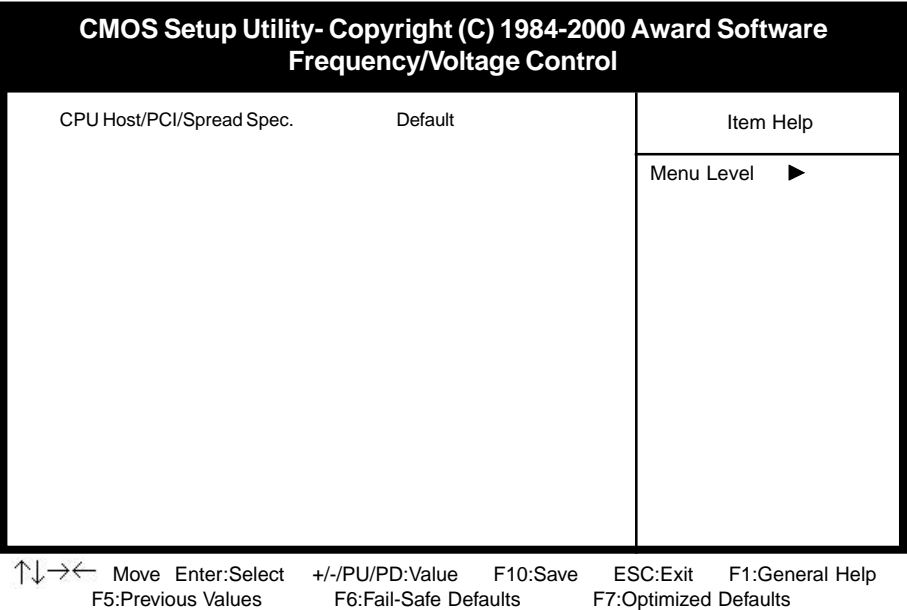 CMOS Setup Utility- Copyright (C) 1984-2000 Award Software
Frequency/Voltage Control
CPU Host/PCI/Spread Spec. Default
Item Help
Menu Level ►
↑↓→← Move Enter:Select +/-/PU/PD:Value F10:Save ESC:Exit F1:General Help
F5:Previous Values F6:Fail-Safe Defaults F7:Optimized Defaults